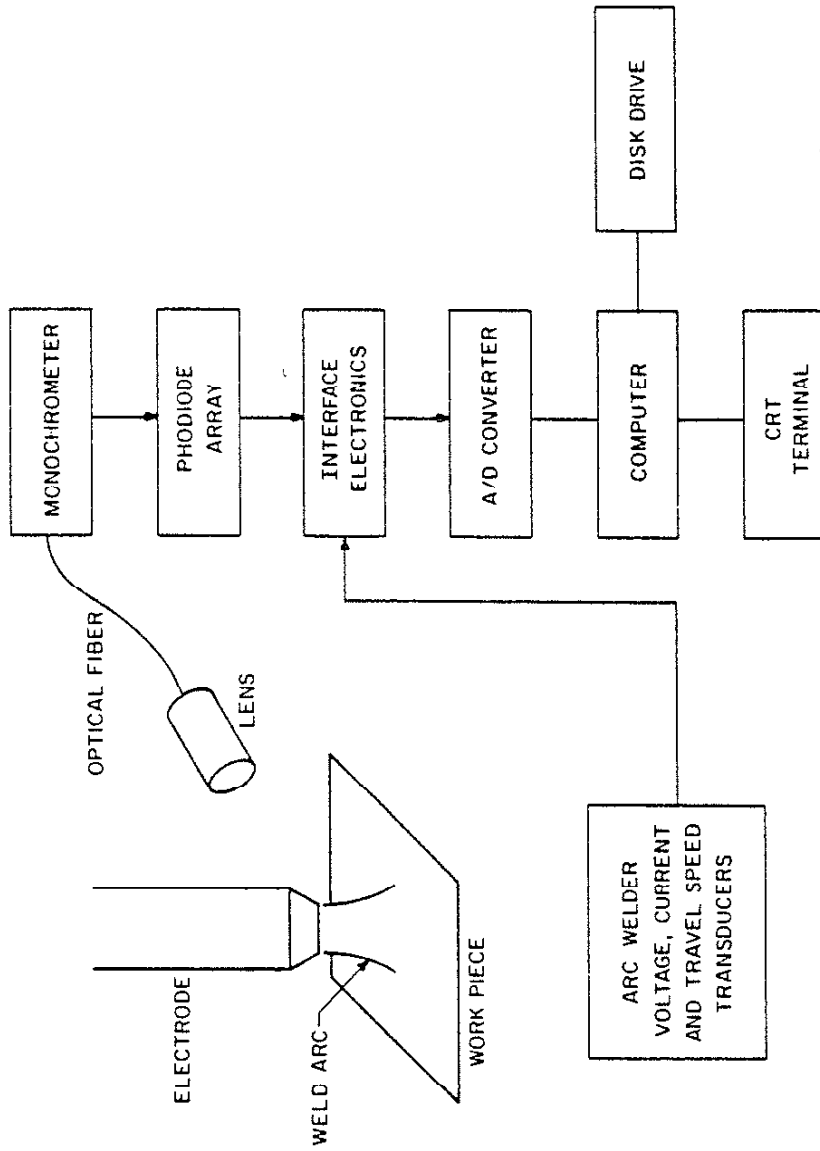 MONOCHROMETER
PHODIODE
ARRAY
INTERFACE
ELECTRONICS
A/D CONVERTER
COMPUTER
CRT
TERMINAL
DISK DRIVE
OPTICAL FIBER
LENS
ELECTRODE
WELD ARC
WORK PIECE
ARC WELDER
VOLTAGE, CURRENT
AND TRAVEL SPEED
TRANSDUCERS